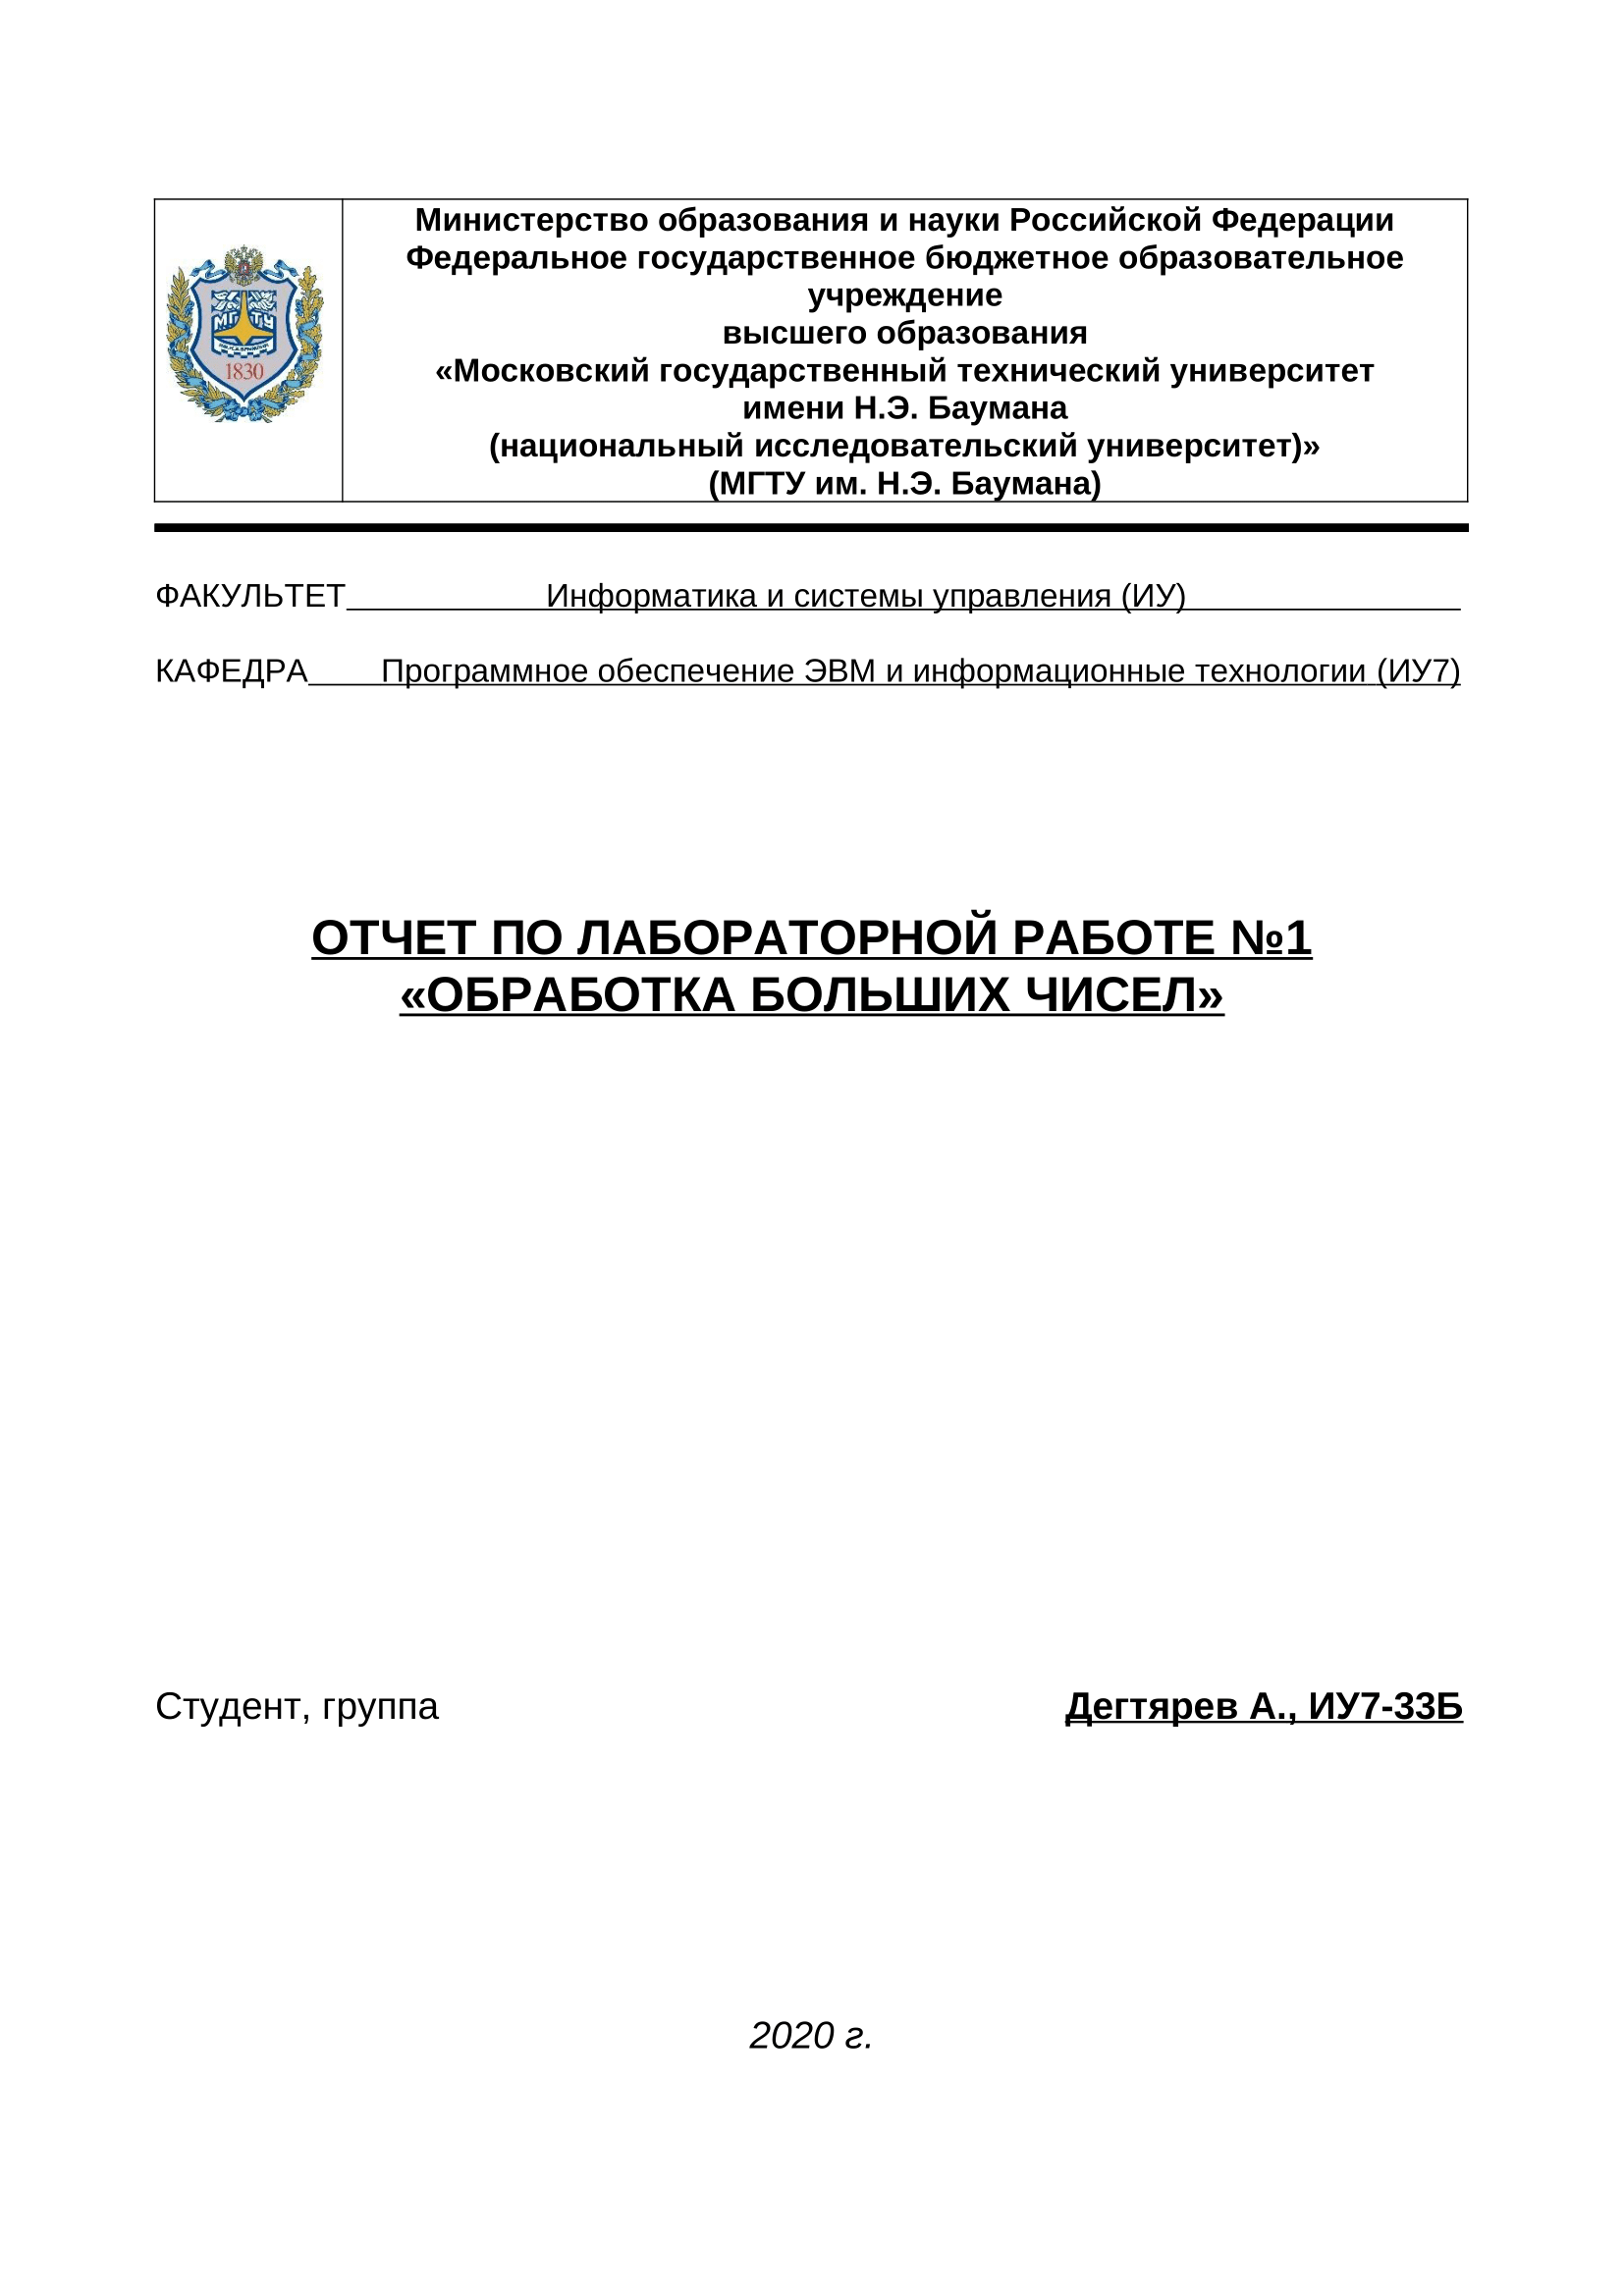 Министерство образования и науки Российской Федерации
Федеральное государственное бюджетное образовательное
учреждение
высшего образования
«Московский государственный технический университет
имени Н.Э. Баумана
(национальный исследовательский университет)»
(МГТУ им. Н.Э. Баумана)
МГТУ
1830
ФАКУЛЬТЕТ Информатика и системы управления (ИУ)
КАФЕДРА Программное обеспечение ЭВМ и информационные технологии (ИУ7)
ОТЧЕТ ПО ЛАБОРАТОРНОЙ РАБОТЕ №1
«ОБРАБОТКА БОЛЬШИХ ЧИСЕЛ»
Студент, группа Дегтярев А., ИУ7-33Б
2020 г.